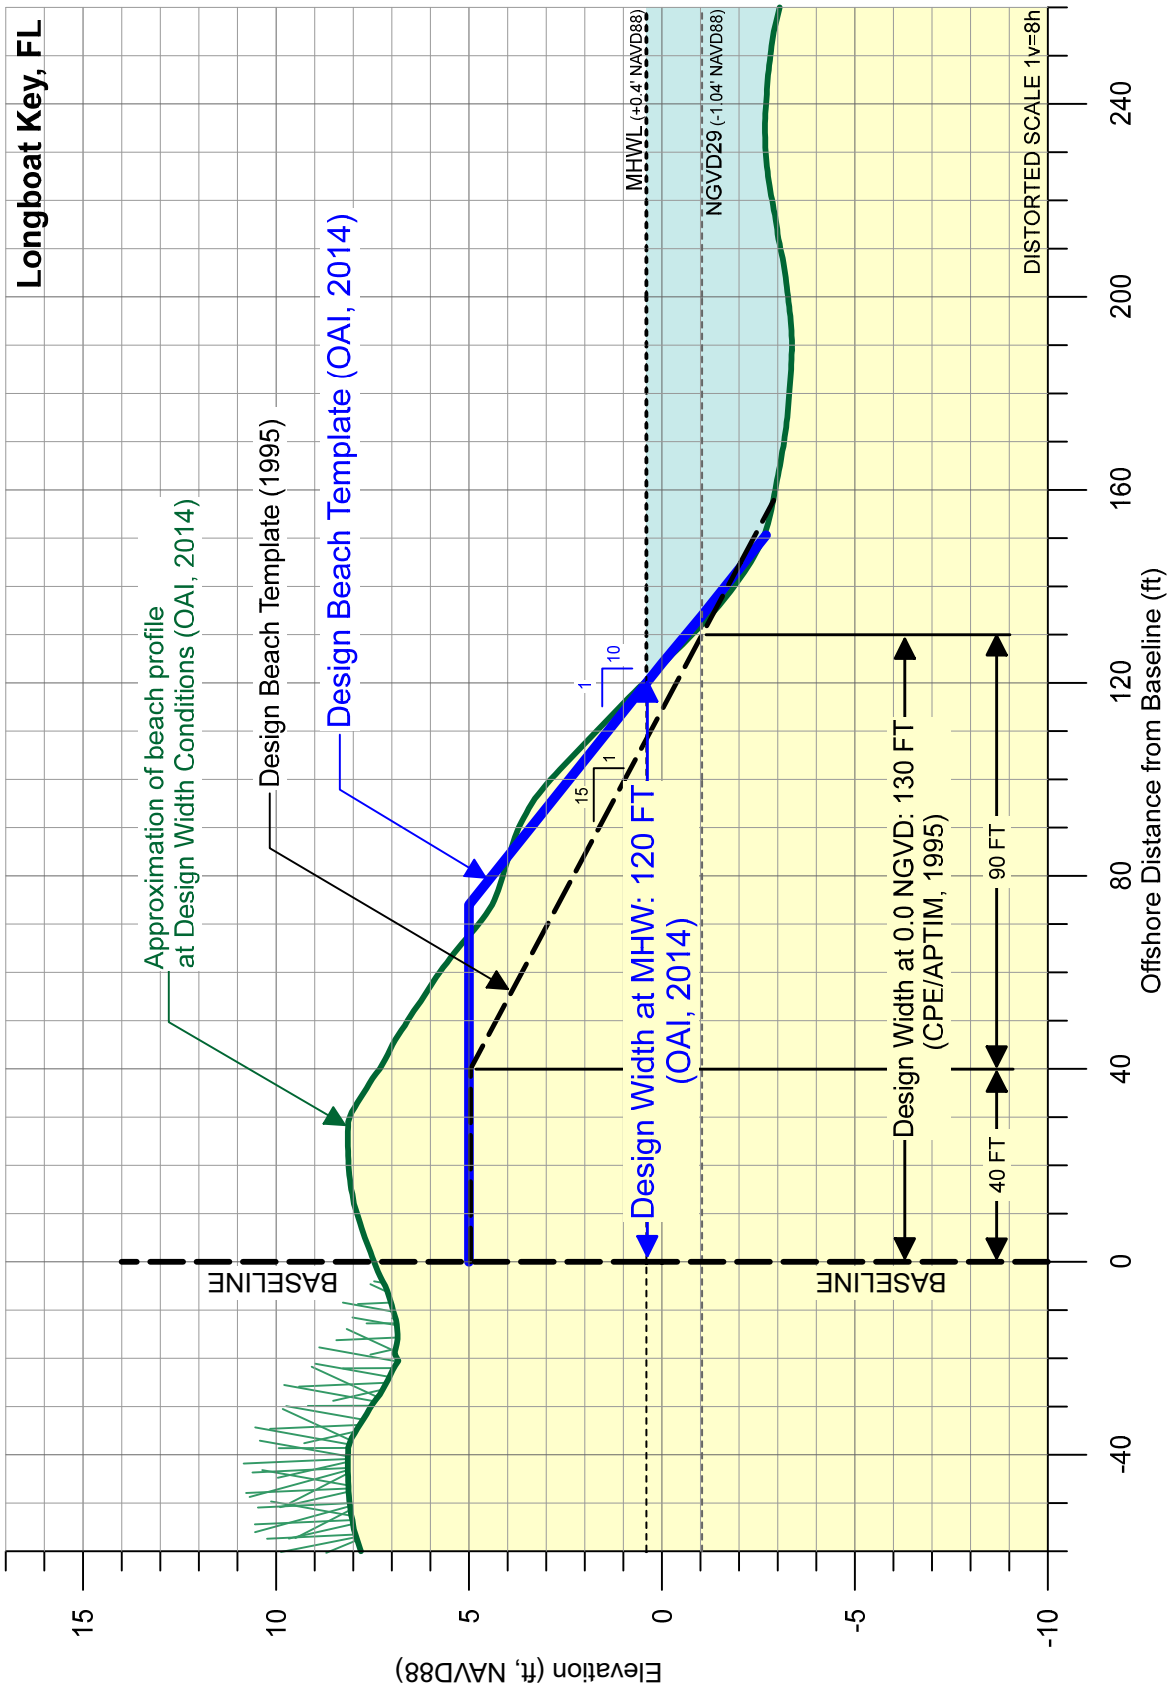 Longboat Key, FL
Approximation of beach profile
at Design Width Conditions (OAI, 2014)
Design Beach Template (1995)
Design Beach Template (OAI, 2014)
BASELINE
MHWL (+0.4' NAVD88)
NGVD29 (-1.04' NAVD88)
1
10
15
1
Design Width at MHW: 120 FT
(OAI, 2014)
Design Width at 0.0 NGVD: 130 FT
(CPE/APTIM, 1995)
40 FT
90 FT
BASELINE
DISTORTED SCALE 1v=8h
15
10
5
0
-5
-10
Elevation (ft, NAVD88)
-40
0
40
80
120
160
200
240
Offshore Distance from Baseline (ft)